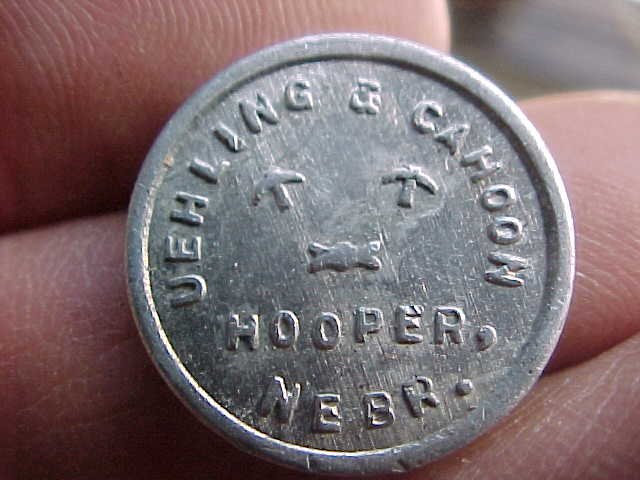 UEHLING & CAHOON
HOOPER,
NEBR.